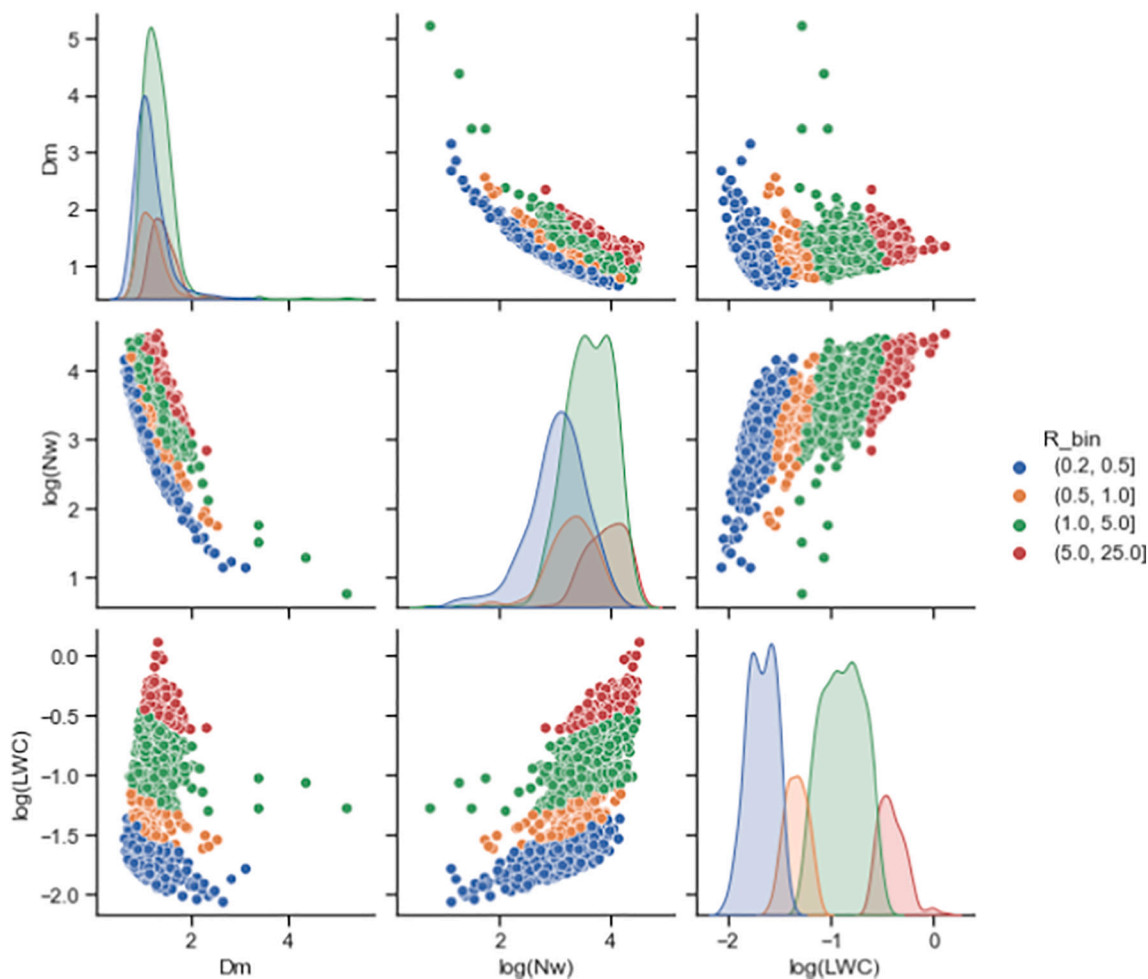 5
4
3
2
1
Dm
4
3
2
1
log(Nw)
0.0
−0.5
−1.0
−1.5
−2.0
log(LWC)
2 4
Dm
2 4
log(Nw)
−2 −1 0
log(LWC)
R_bin
(0.2, 0.5]
(0.5, 1.0]
(1.0, 5.0]
(5.0, 25.0]